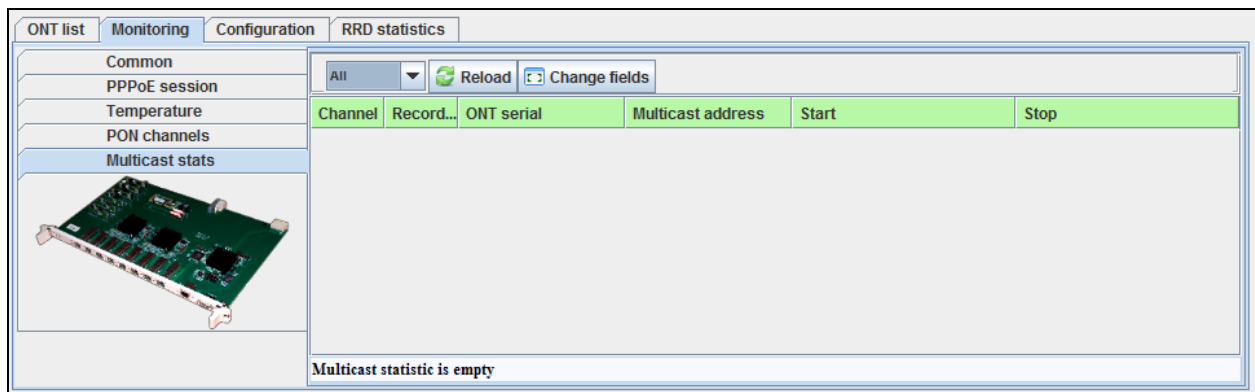 ONT list Monitoring Configuration RRD statistics
Common
PPPoE session
Temperature
PON channels
Multicast stats
All Reload Change fields
Channel Record... ONT serial Multicast address Start Stop
Multicast statistic is empty